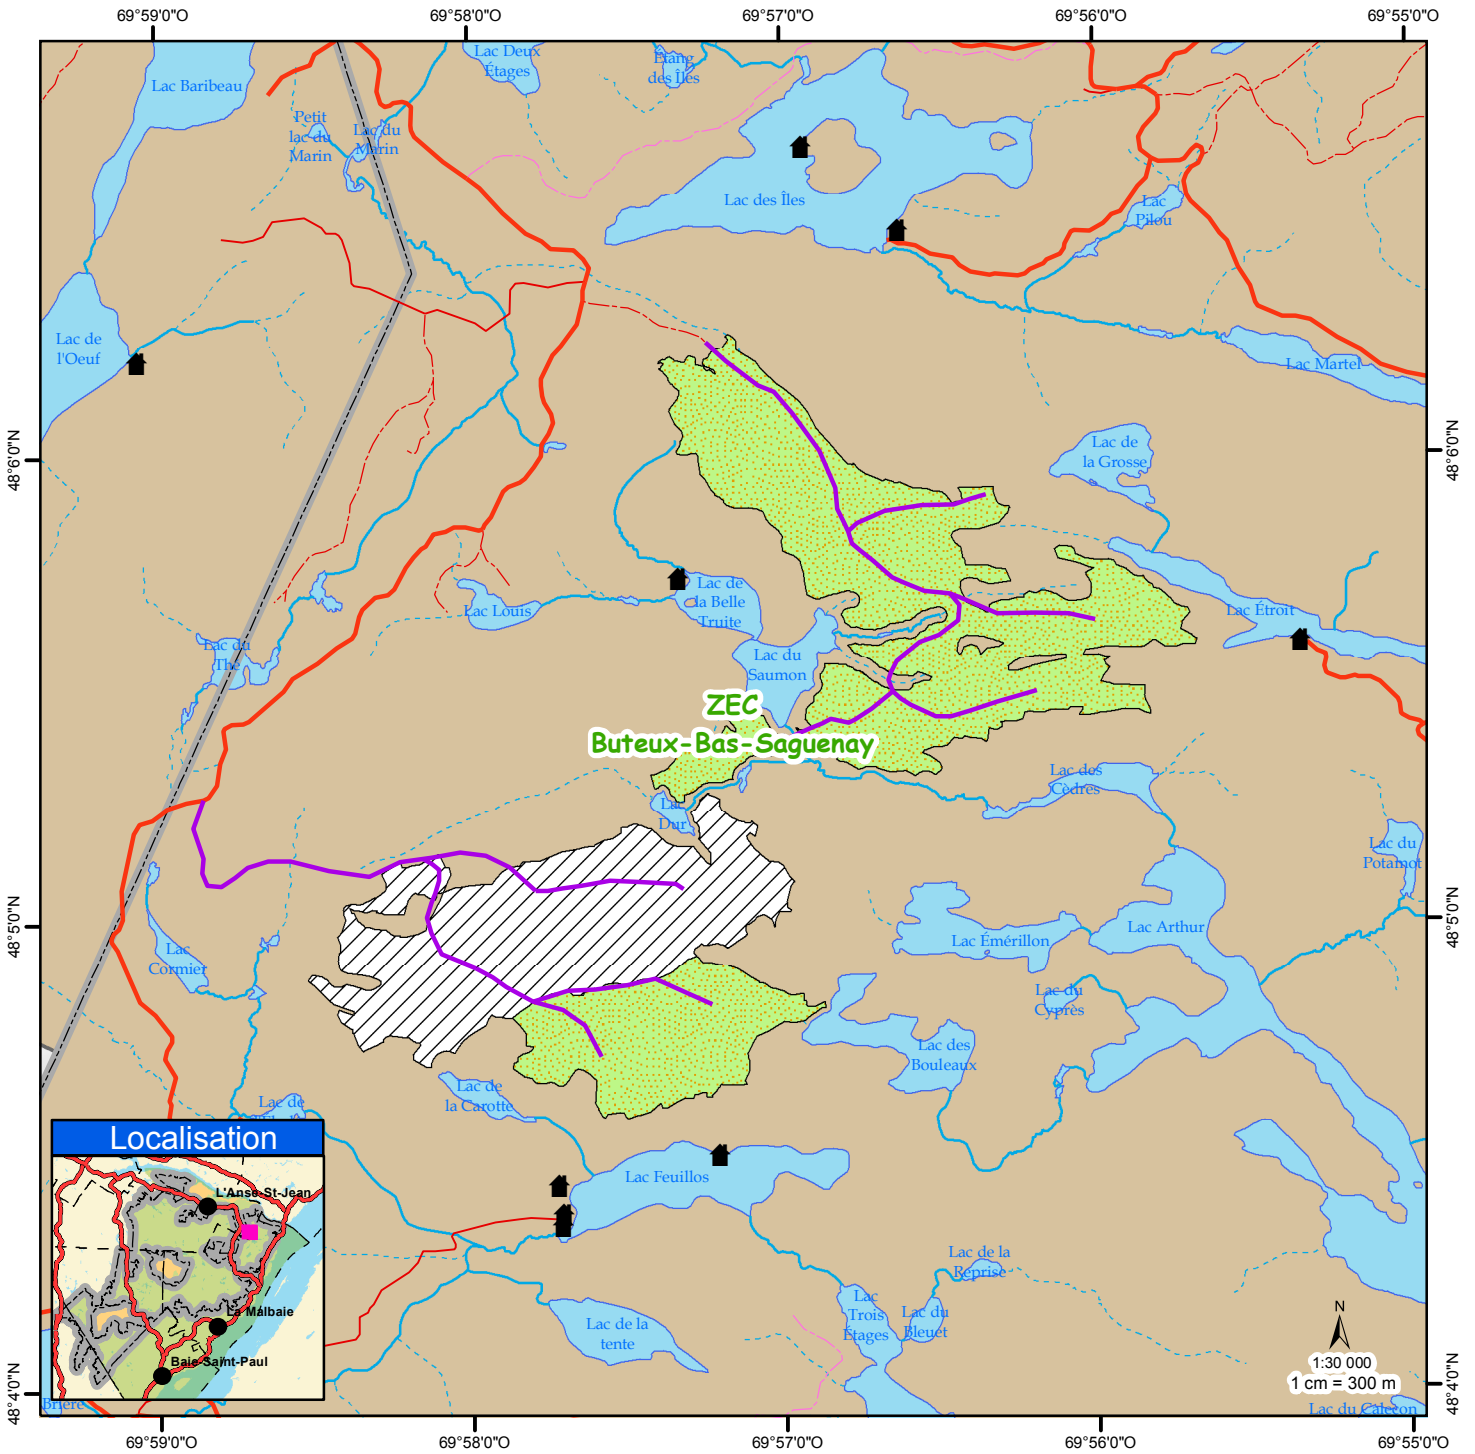 69°59'0"O
69°58'0"O
69°57'0"O
69°56'0"O
69°55'0"O
Lac Deux
Étages
Étang
des Îles
Lac Baribeau
Petit
lac du
Marin
Lac du
Marin
Lac des Îles
Lac
Pilou
Lac de
l'Oeuf
Lac Martel
48°6'0"N
48°6'0"N
Lac de
la Grosse
Lac Louis
Lac de
la Belle
Truite
Lac Étroit
Lac du
Thé
Lac du
Saumon
ZEC
Buteux-Bas-Saguenay
Lac des
Cèdres
Lac
Dur
Lac du
Potamot
48°5'0"N
48°5'0"N
Lac
Cormier
Lac Émérillon
Lac Arthur
Lac du
Cyprès
Lac des
Bouleaux
Lac de
la Carotte
Lac de
Localisation
L'Anse-St-Jean
La Malbaie
Baie-Saint-Paul
Lac Feuillos
Lac de la
Reprise
Lac
Trois
Étages
Lac du
Bleuet
Lac de la
tente
N
1:30 000
1 cm = 300 m
48°4'0"N
48°4'0"N
Brière
Lac du Caleçon
69°59'0"O
69°58'0"O
69°57'0"O
69°56'0"O
69°55'0"O